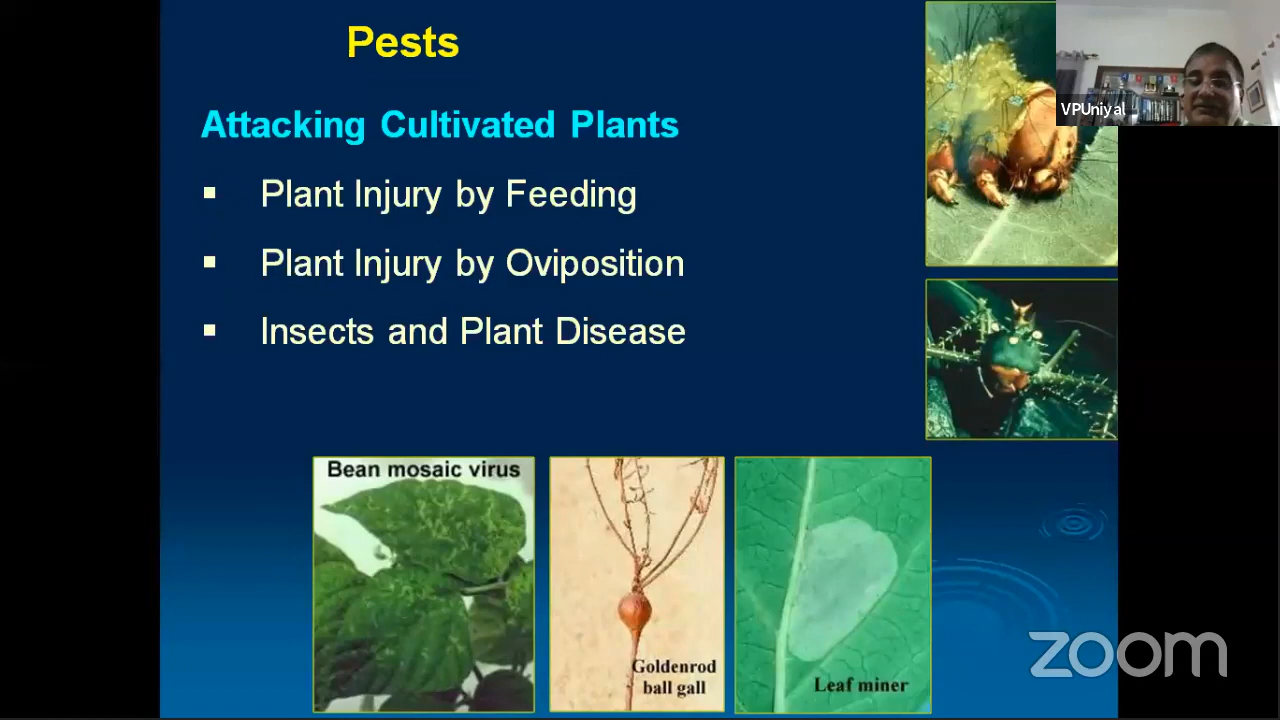 Pests
VPUniyal
Attacking Cultivated Plants
▪ Plant Injury by Feeding
▪ Plant Injury by Oviposition
▪ Insects and Plant Disease
Bean mosaic virus
Goldenrod
ball gall
Leaf miner
zoom